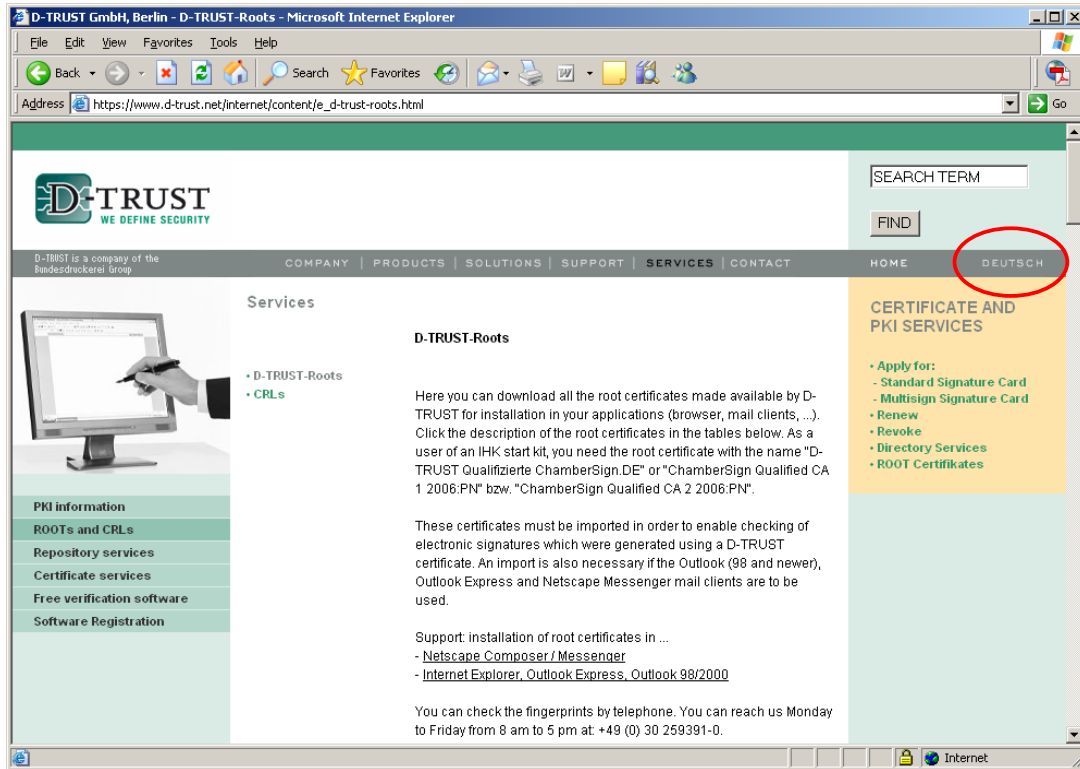 D-TRUST GmbH, Berlin - D-TRUST-Roots - Microsoft Internet Explorer
File Edit View Favorites Tools Help
Back Search Favorites
Address https://www.d-trust.net/internet/content/e_d-trust-roots.html Go
D-TRUST
WE DEFINE SECURITY
SEARCH TERM
FIND
D-TRUST is a company of the
Bundesdruckerei Group
COMPANY | PRODUCTS | SOLUTIONS | SUPPORT | SERVICES | CONTACT
HOME DEUTSCH
Services
• D-TRUST-Roots
• CRLs
PKI information
ROOTs and CRLs
Repository services
Certificate services
Free verification software
Software Registration
D-TRUST-Roots
Here you can download all the root certificates made available by D-
TRUST for installation in your applications (browser, mail clients, ...).
Click the description of the root certificates in the tables below. As a
user of an IHK start kit, you need the root certificate with the name "D-
TRUST Qualifizierte ChamberSign.DE" or "ChamberSign Qualified CA
1 2006:PN" bzw. "ChamberSign Qualified CA 2 2006:PN".
These certificates must be imported in order to enable checking of
electronic signatures which were generated using a D-TRUST
certificate. An import is also necessary if the Outlook (98 and newer),
Outlook Express and Netscape Messenger mail clients are to be
used.
Support: installation of root certificates in ...
- Netscape Composer / Messenger
- Internet Explorer, Outlook Express, Outlook 98/2000
You can check the fingerprints by telephone. You can reach us Monday
to Friday from 8 am to 5 pm at: +49 (0) 30 259391-0.
CERTIFICATE AND
PKI SERVICES
• Apply for:
- Standard Signature Card
- Multisign Signature Card
• Renew
• Revoke
• Directory Services
• ROOT Certifikates
Internet